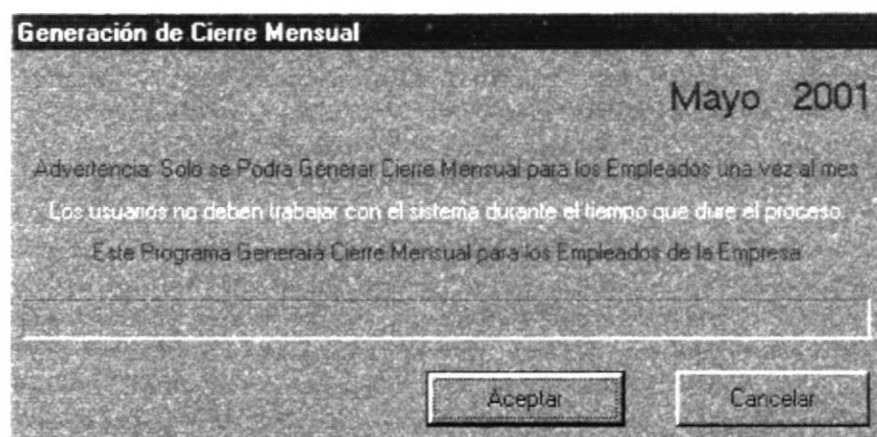 Generación de Cierre Mensual
Mayo 2001
Advertencia: Solo se Podrá Generar Cierre Mensual para los Empleados una vez al mes
Los usuarios no deben trabajar con el sistema durante el tiempo que dure el proceso.
Este Programa Generará Cierre Mensual para los Empleados de la Empresa
Aceptar
Cancelar